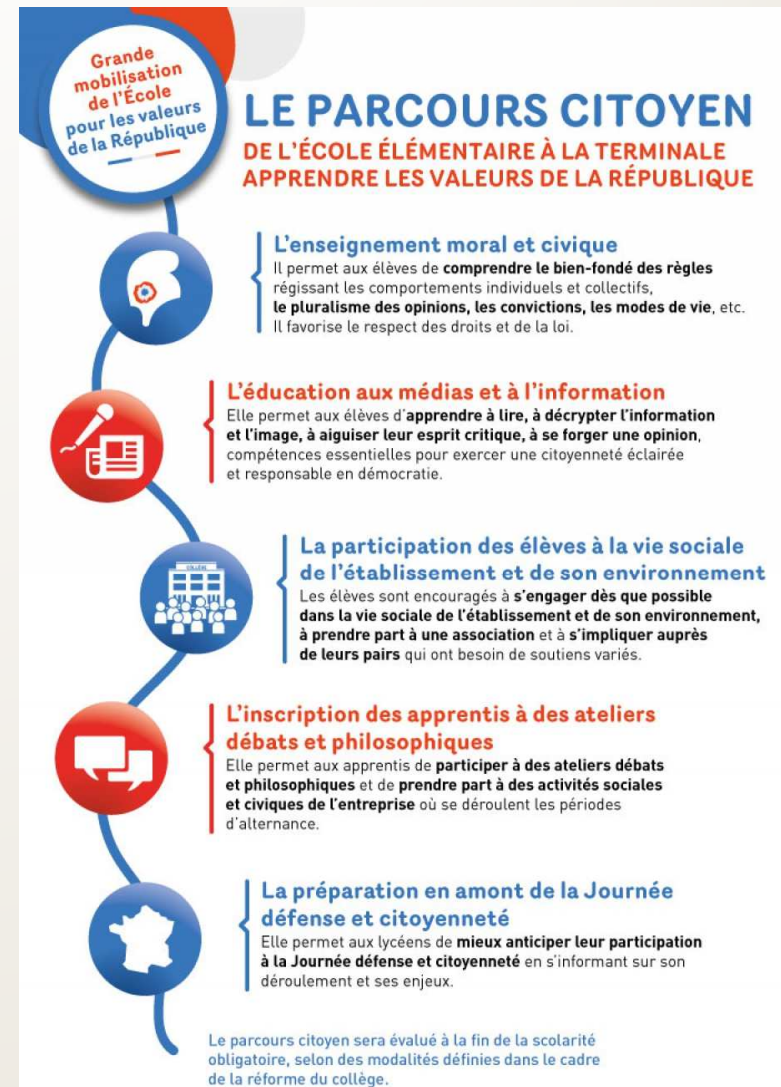 Grande
mobilisation
de l'École
pour les valeurs
de la République
LE PARCOURS CITOYEN
DE L'ÉCOLE ÉLÉMENTAIRE À LA TERMINALE
APPRENDRE LES VALEURS DE LA RÉPUBLIQUE
L'enseignement moral et civique
Il permet aux élèves de comprendre le bien-fondé des règles
régissant les comportements individuels et collectifs,
le pluralisme des opinions, les convictions, les modes de vie, etc.
Il favorise le respect des droits et de la loi.
L'éducation aux médias et à l'information
Elle permet aux élèves d'apprendre à lire, à décrypter l'information
et l'image, à aiguiser leur esprit critique, à se forger une opinion,
compétences essentielles pour exercer une citoyenneté éclairée
et responsable en démocratie.
COLLÈGE
La participation des élèves à la vie sociale
de l'établissement et de son environnement
Les élèves sont encouragés à s'engager dès que possible
dans la vie sociale de l'établissement et de son environnement,
à prendre part à une association et à s'impliquer auprès
de leurs pairs qui ont besoin de soutiens variés.
L'inscription des apprentis à des ateliers
débats et philosophiques
Elle permet aux apprentis de participer à des ateliers débats
et philosophiques et de prendre part à des activités sociales
et civiques de l'entreprise où se déroulent les périodes
d'alternance.
La préparation en amont de la Journée
défense et citoyenneté
Elle permet aux lycéens de mieux anticiper leur participation
à la Journée défense et citoyenneté en s'informant sur son
déroulement et ses enjeux.
Le parcours citoyen sera évalué à la fin de la scolarité
obligatoire, selon des modalités définies dans le cadre
de la réforme du collège.